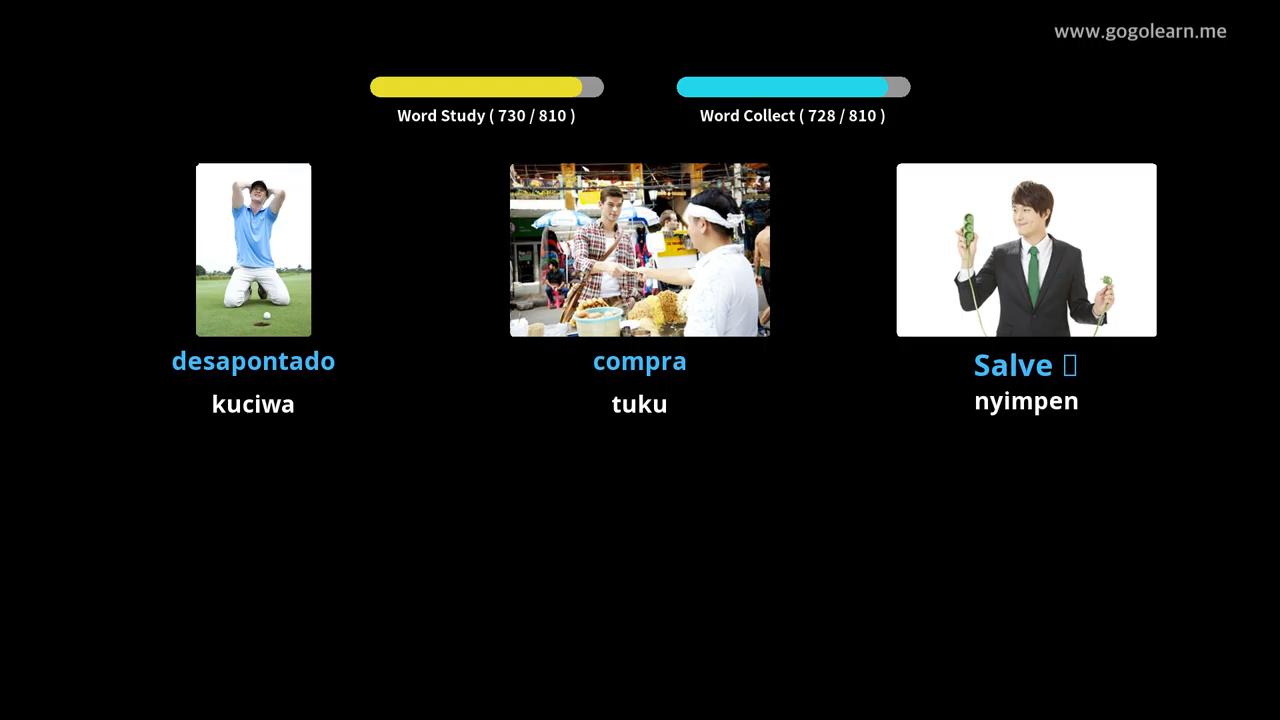 www.gogolearn.me
Word Study ( 730 / 810 )
Word Collect ( 728 / 810 )
desapontado
compra
Salve
kuciwa
tuku
nyimpen